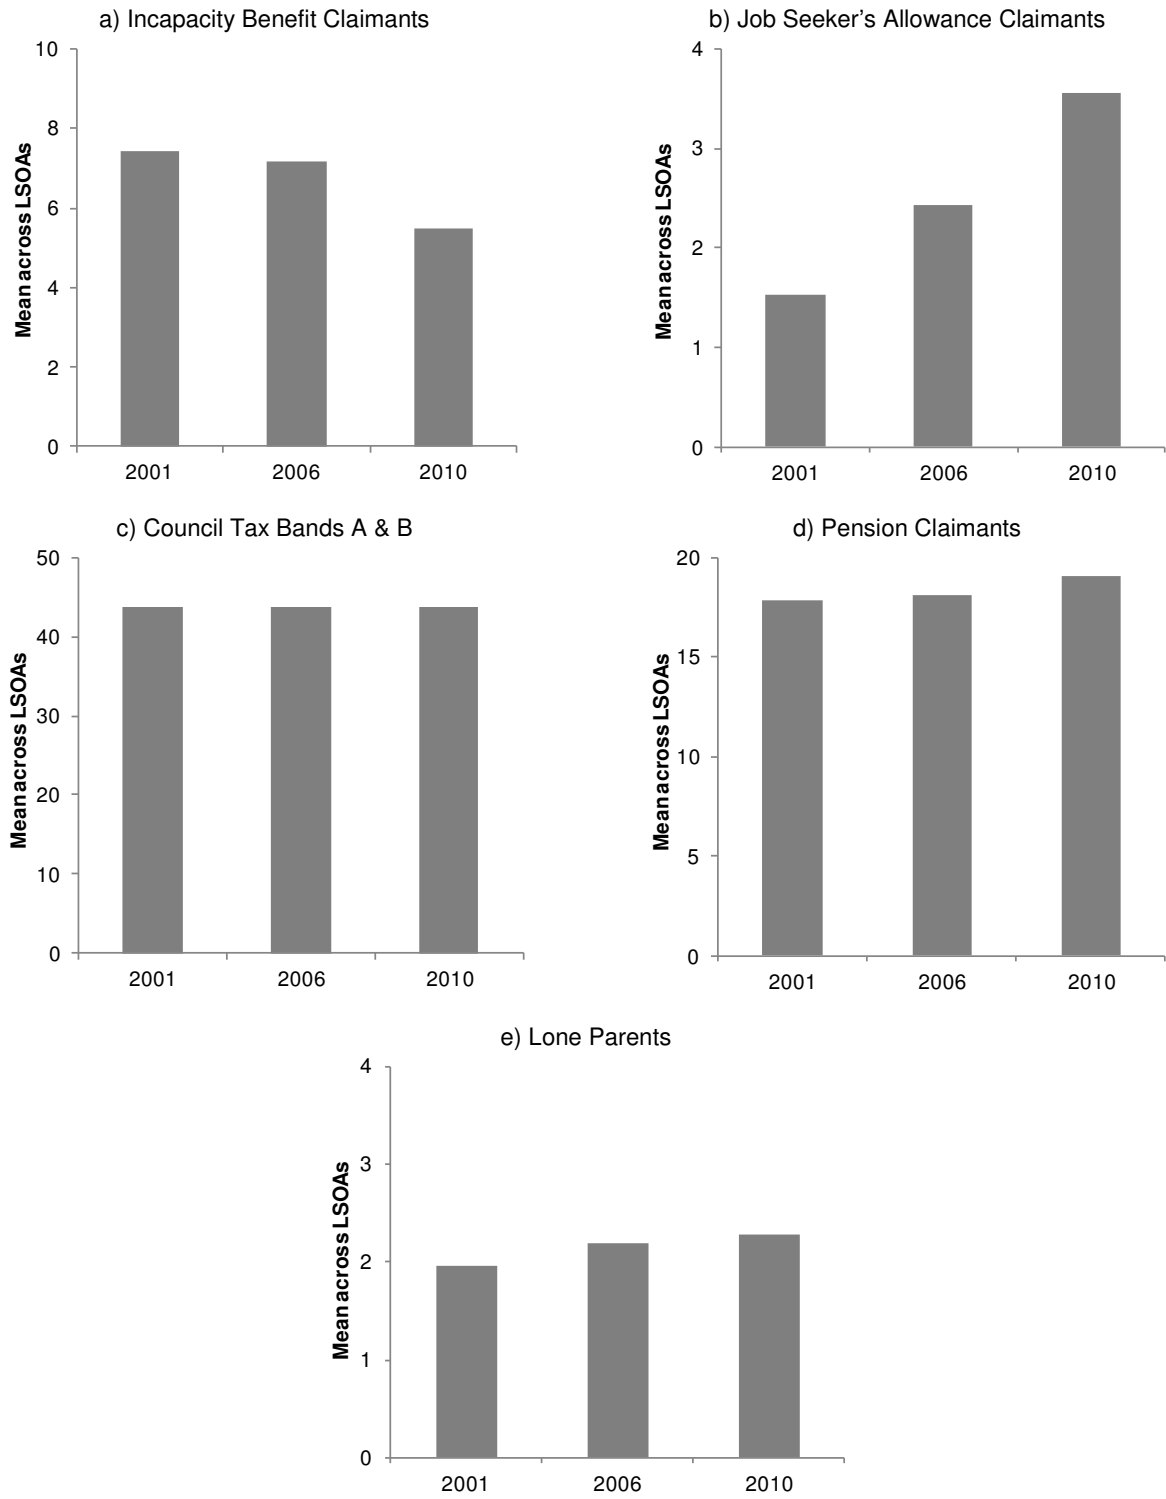 a) Incapacity Benefit Claimants
10
8
6
4
2
0
Mean across LSOAs
2001 2006 2010
b) Job Seeker's Allowance Claimants
4
3
2
1
0
Mean across LSOAs
2001 2006 2010
c) Council Tax Bands A & B
50
40
30
20
10
0
Mean across LSOAs
2001 2006 2010
d) Pension Claimants
20
15
10
5
0
Mean across LSOAs
2001 2006 2010
e) Lone Parents
4
3
2
1
0
Mean across LSOAs
2001 2006 2010